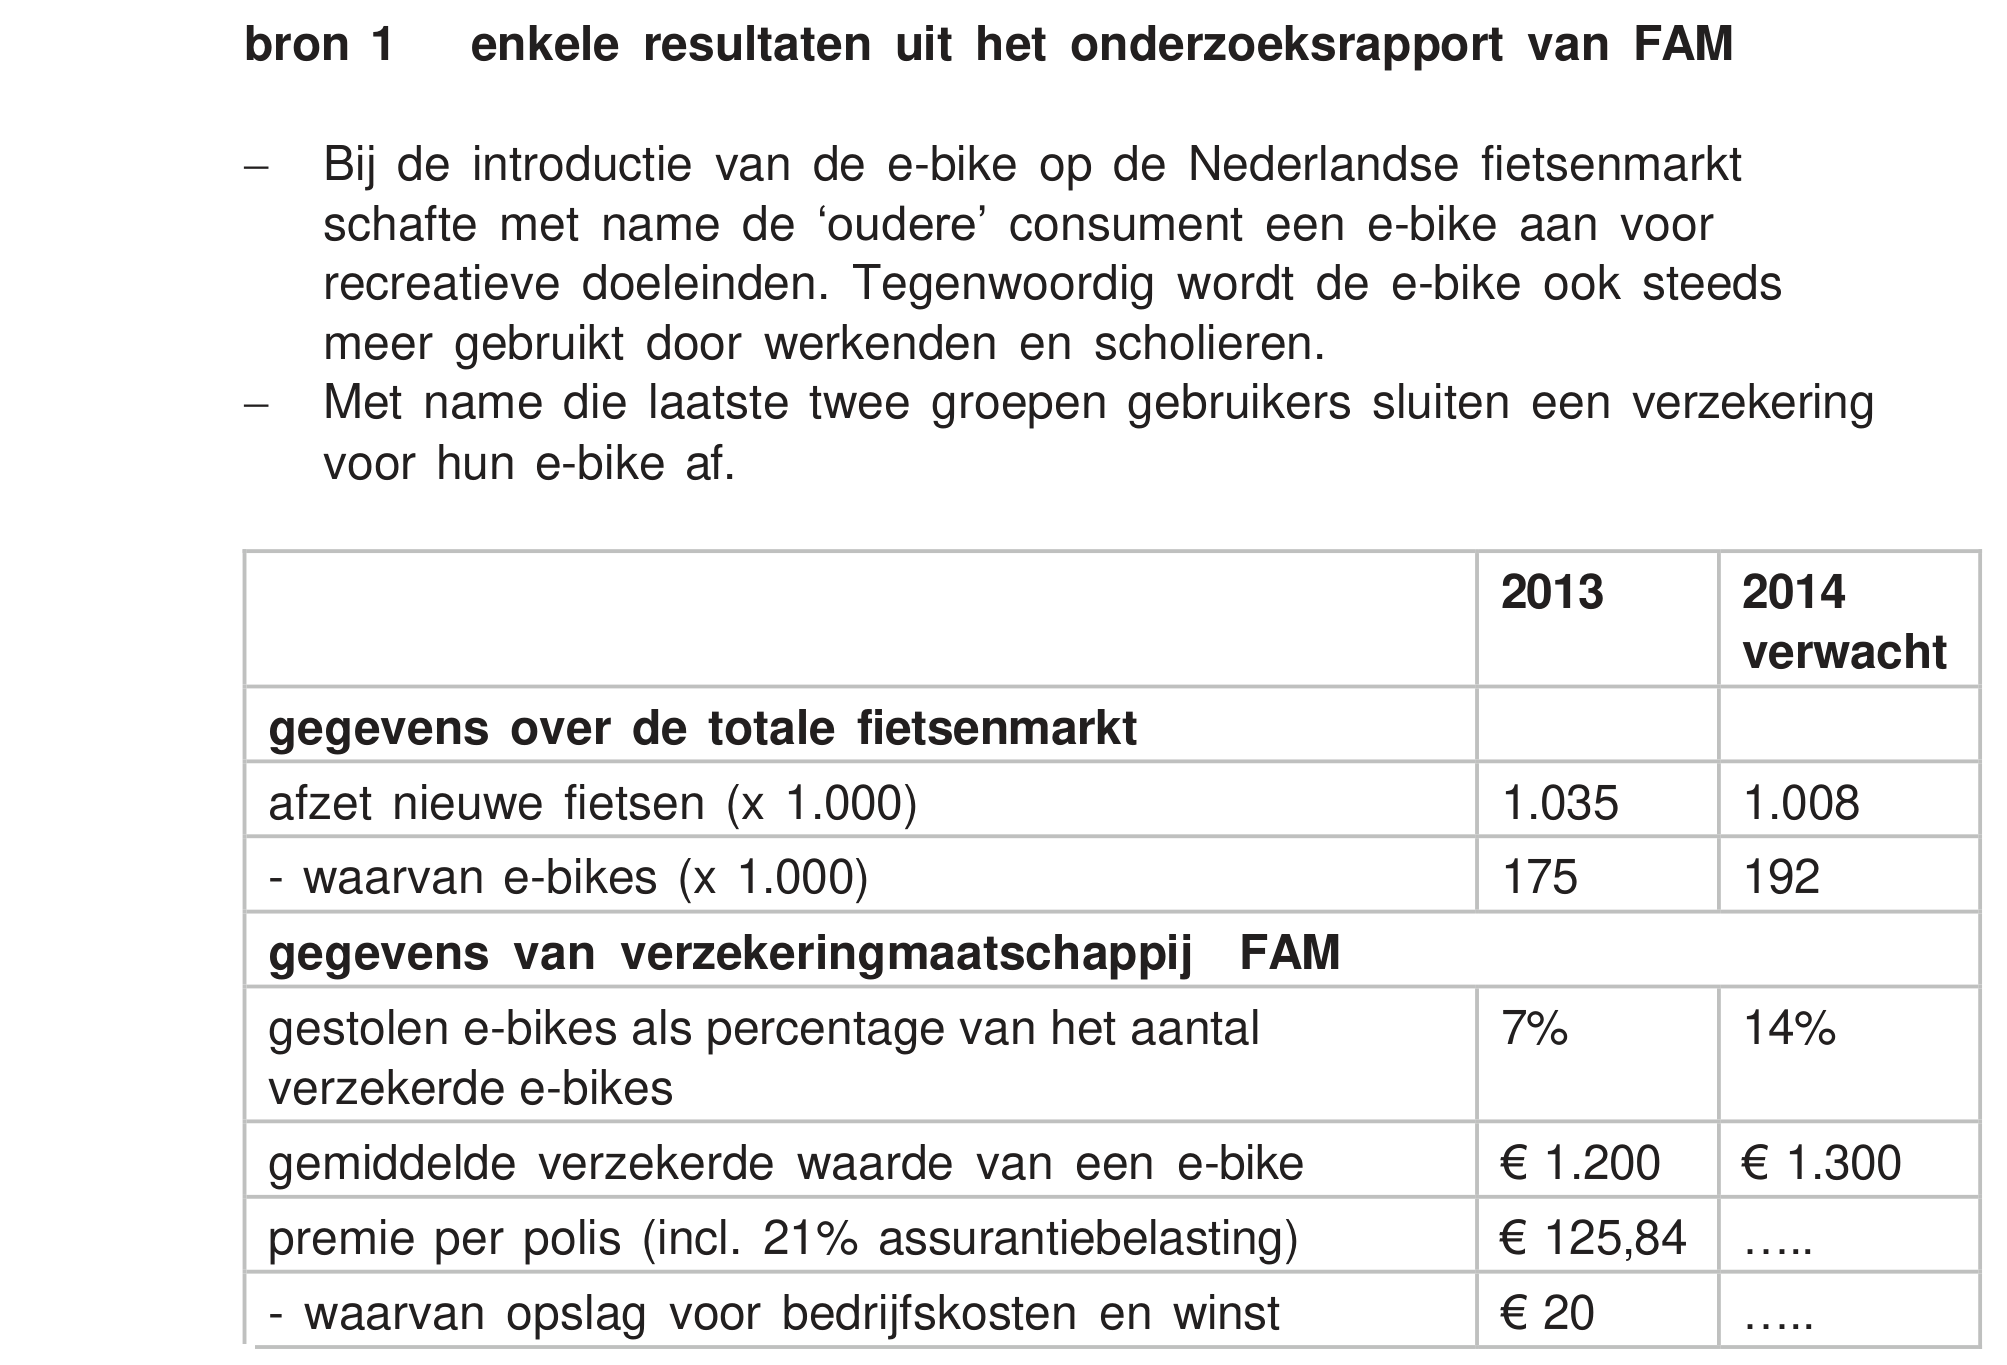 bron 1 enkele resultaten uit het onderzoeksrapport van FAM
– Bij de introductie van de e-bike op de Nederlandse fietsenmarkt
schafte met name de ‘oudere’ consument een e-bike aan voor
recreatieve doeleinden. Tegenwoordig wordt de e-bike ook steeds
meer gebruikt door werkenden en scholieren.
– Met name die laatste twee groepen gebruikers sluiten een verzekering
voor hun e-bike af.
2013 2014
verwacht
gegevens over de totale fietsenmarkt
afzet nieuwe fietsen (x 1.000) 1.035 1.008
- waarvan e-bikes (x 1.000) 175 192
gegevens van verzekeringmaatschappij FAM
gestolen e-bikes als percentage van het aantal 7% 14%
verzekerde e-bikes
gemiddelde verzekerde waarde van een e-bike € 1.200 € 1.300
premie per polis (incl. 21% assurantiebelasting) € 125,84 …..
- waarvan opslag voor bedrijfskosten en winst € 20 …..